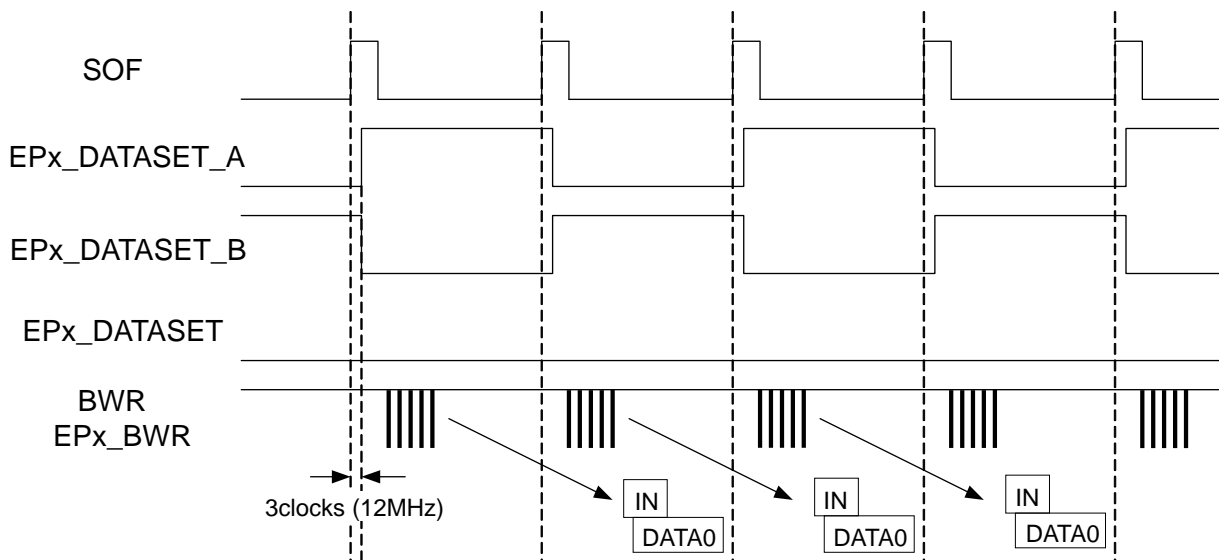 SOF
EPx_DATASET_A
EPx_DATASET_B
EPx_DATASET
BWR
EPx_BWR
3clocks (12MHz)
IN
DATA0
IN
DATA0
IN
DATA0